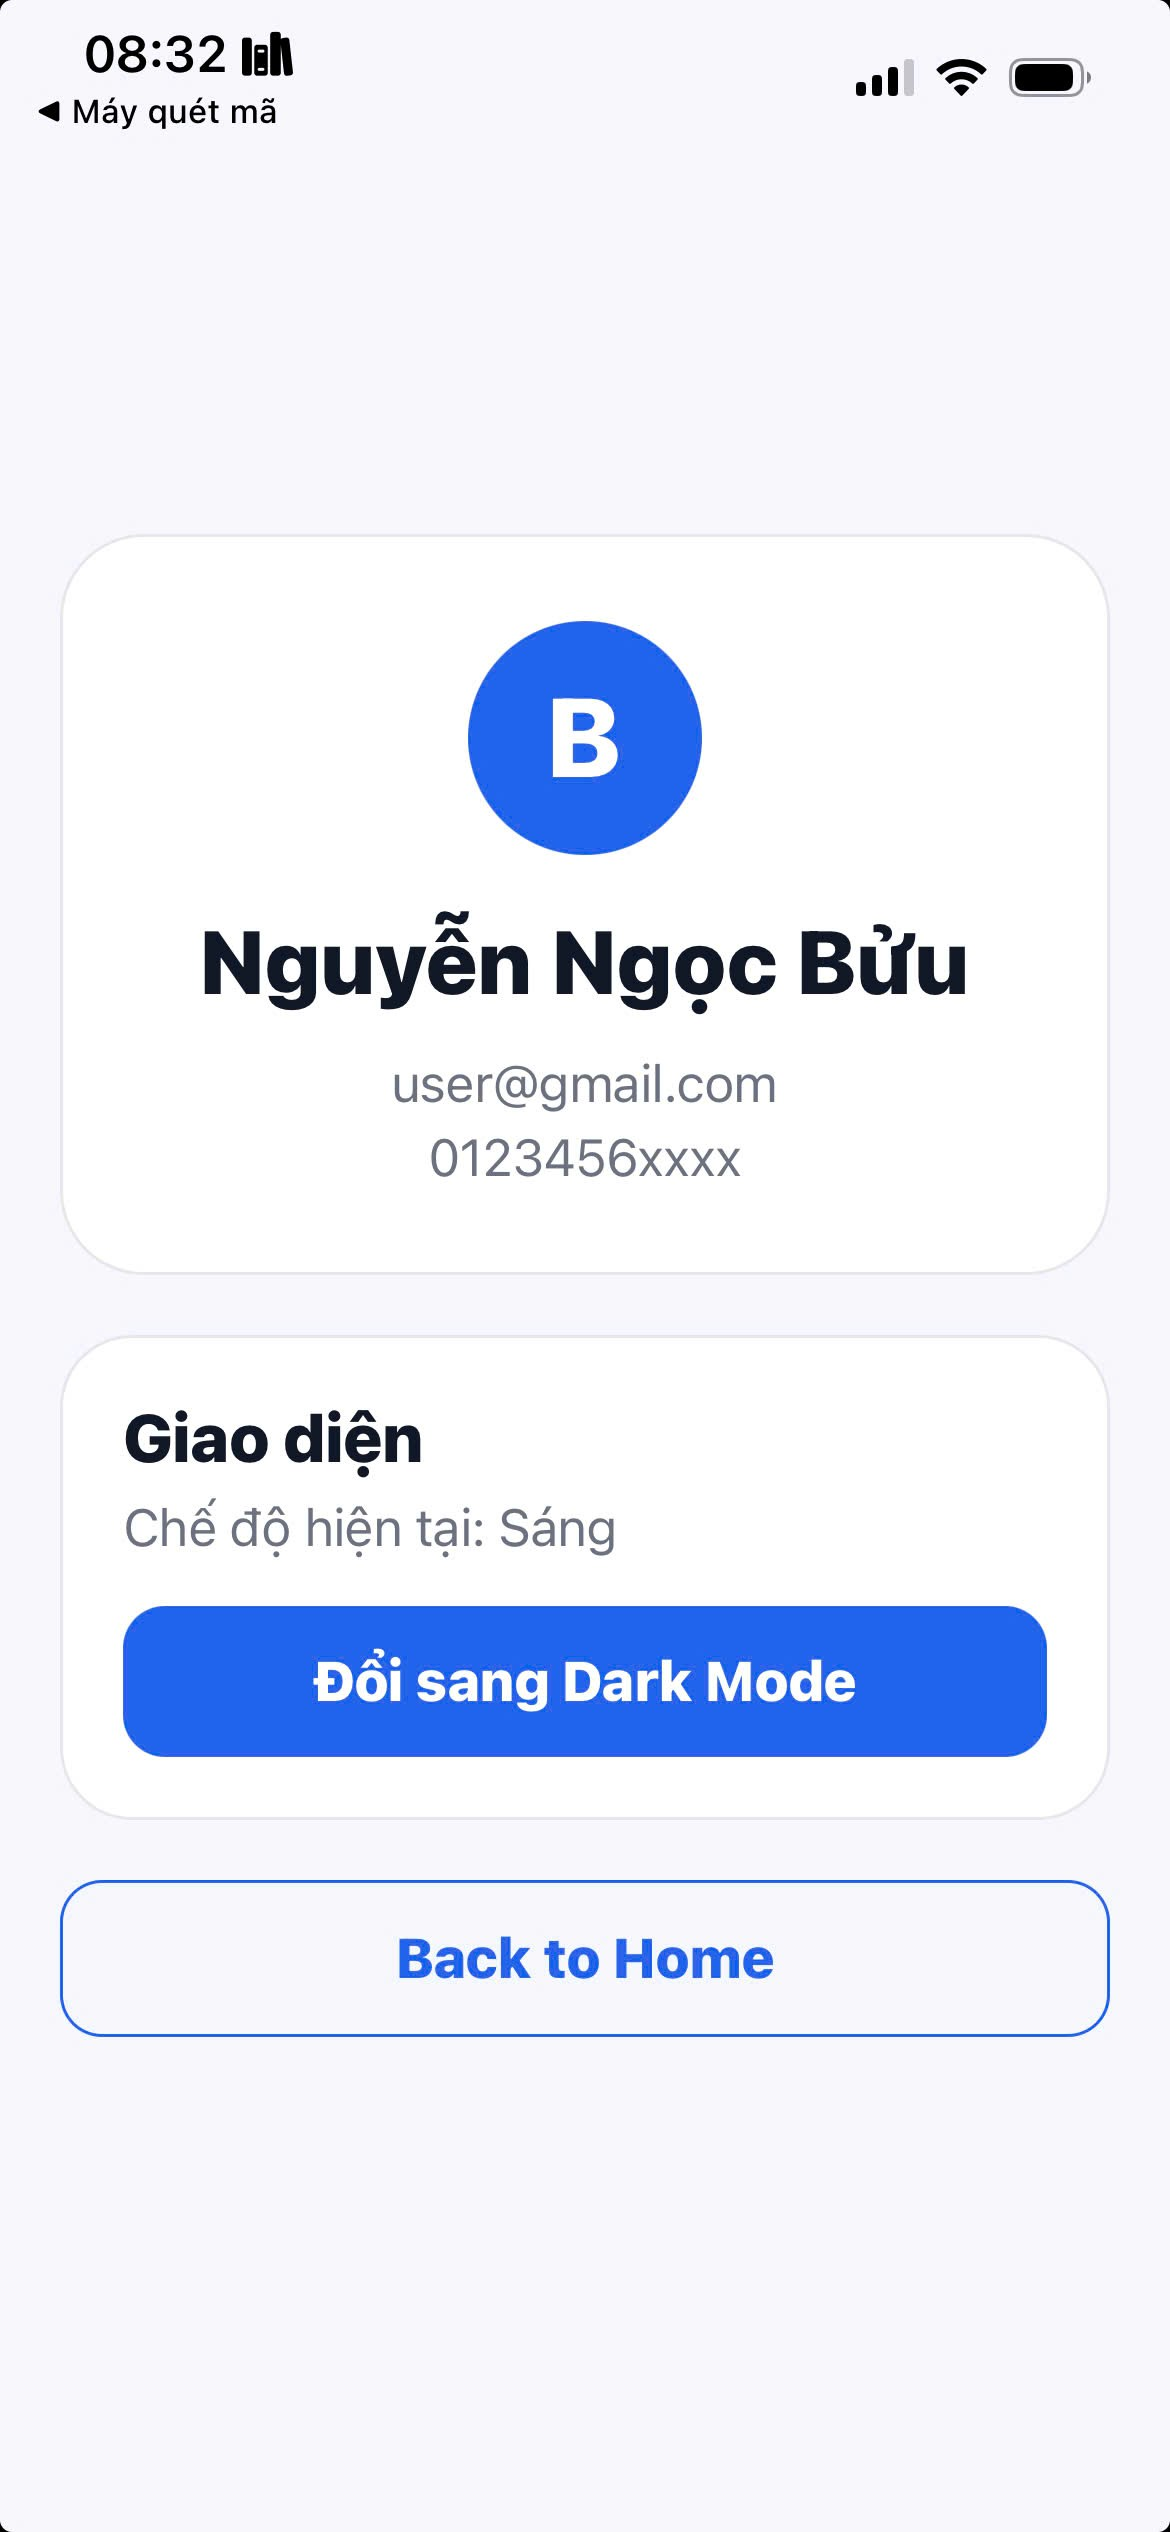 08:32
◀ Máy quét mã
B
Nguyễn Ngọc Bửu
user@gmail.com
0123456xxxx
Giao diện
Chế độ hiện tại: Sáng
Đổi sang Dark Mode
Back to Home